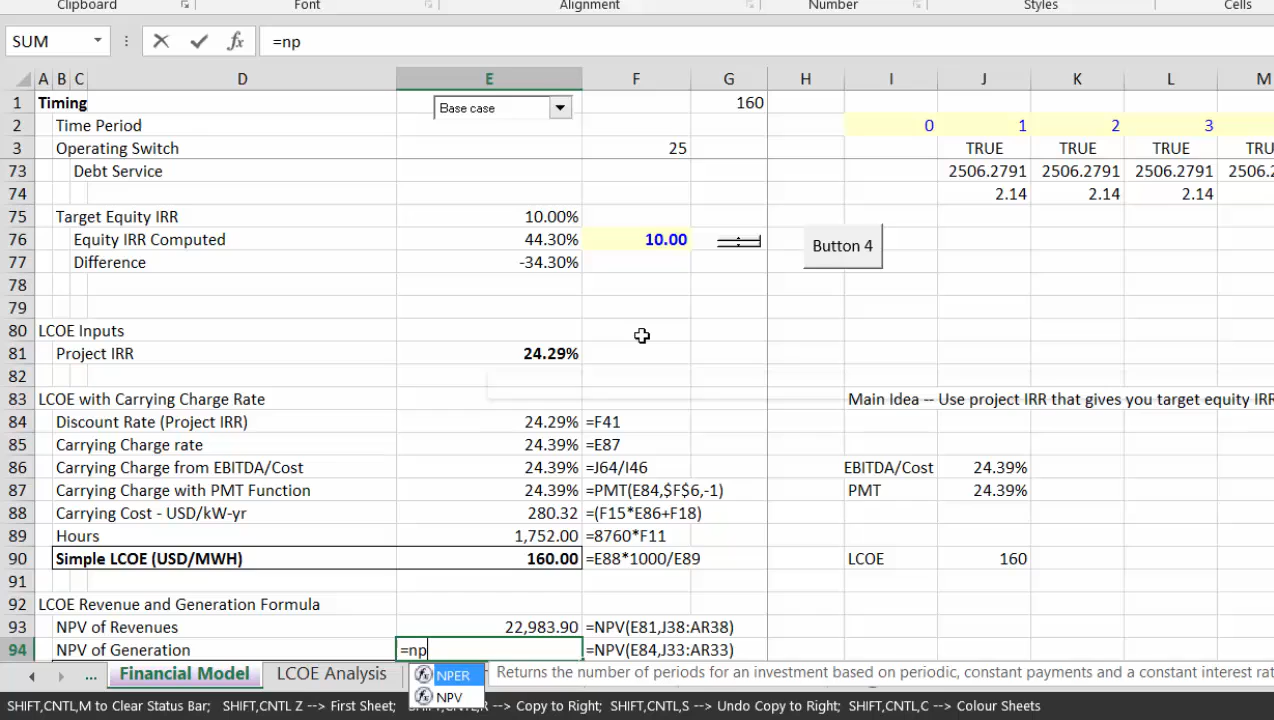 Clipboard Font Alignment Number Styles Cells
SUM =np
A B C D E F G H I J K L M
1 Timing Base case 160
2 Time Period 0 1 2 3
3 Operating Switch 25 TRUE TRUE TRUE TRU
73 Debt Service 2506.2791 2506.2791 2506.2791 2506.2
74 2.14 2.14 2.14
75 Target Equity IRR 10.00%
76 Equity IRR Computed 44.30% 10.00 Button 4
77 Difference -34.30%
78
79
80 LCOE Inputs
81 Project IRR 24.29%
82
83 LCOE with Carrying Charge Rate Main Idea -- Use project IRR that gives you target equity IRR
84 Discount Rate (Project IRR) 24.29% =F41
85 Carrying Charge rate 24.39% =E87
86 Carrying Charge from EBITDA/Cost 24.39% =J64/I46 EBITDA/Cost 24.39%
87 Carrying Charge with PMT Function 24.39% =PMT(E84,$F$6,-1) PMT 24.39%
88 Carrying Cost - USD/kW-yr 280.32 =(F15*E86+F18)
89 Hours 1,752.00 =8760*F11
90 Simple LCOE (USD/MWH) 160.00 =E88*1000/E89 LCOE 160
91
92 LCOE Revenue and Generation Formula
93 NPV of Revenues 22,983.90 =NPV(E81,J38:AR38)
94 NPV of Generation =np =NPV(E84,J33:AR33)
... Financial Model LCOE Analysis NPER Returns the number of periods for an investment based on periodic, constant payments and a constant interest rat
NPV
SHIFT,CNTL,M to Clear Status Bar; SHIFT,CNTL Z --> First Sheet; --> Copy to Right; SHIFT,CNTL,S --> Undo Copy to Right; SHIFT,CNTL,C --> Colour Sheets